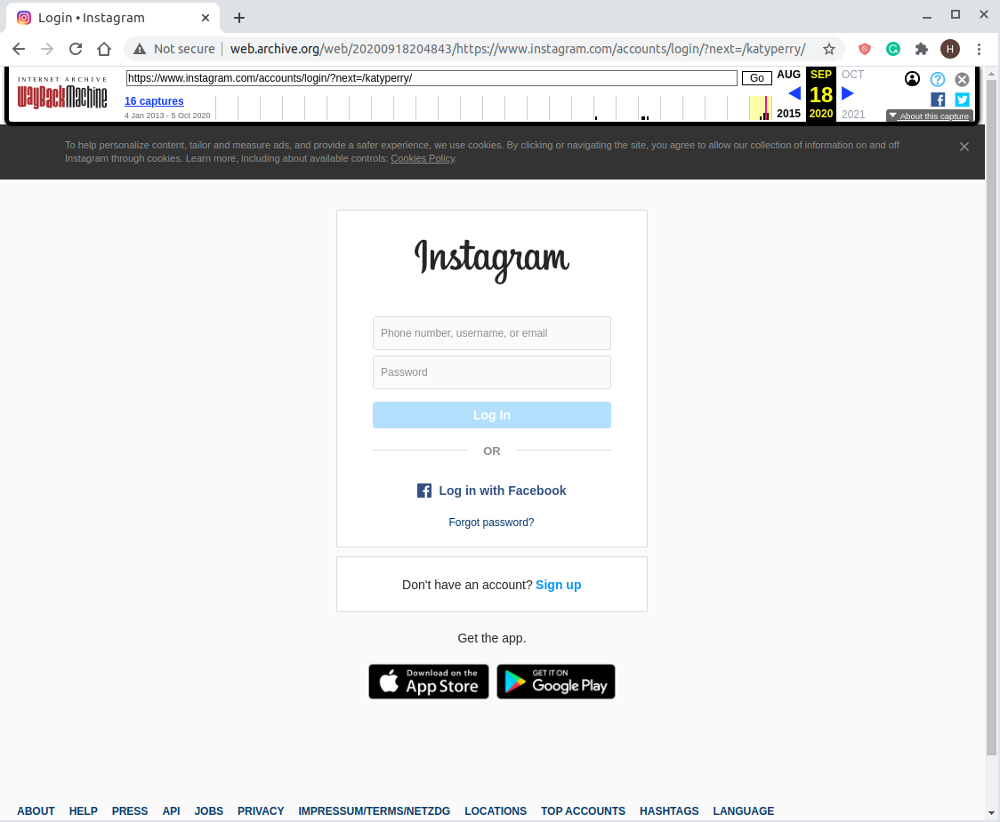 Login • Instagram
Not secure web.archive.org/web/20200918204843/https://www.instagram.com/accounts/login/?next=/katyperry/
H
INTERNET ARCHIVE
WayBackMachine
https://www.instagram.com/accounts/login/?next=/katyperry/
Go
16 captures
4 Jan 2013 - 5 Oct 2020
AUG SEP OCT
18
2015 2020 2021
About this capture
To help personalize content, tailor and measure ads, and provide a safer experience, we use cookies. By clicking or navigating the site, you agree to allow our collection of information on and off
Instagram through cookies. Learn more, including about available controls: Cookies Policy.
Instagram
Phone number, username, or email
Password
Log In
OR
Log in with Facebook
Forgot password?
Don't have an account? Sign up
Get the app.
Download on the
App Store
GET IT ON
Google Play
ABOUT HELP PRESS API JOBS PRIVACY IMPRESSUM/TERMS/NETZDG LOCATIONS TOP ACCOUNTS HASHTAGS LANGUAGE